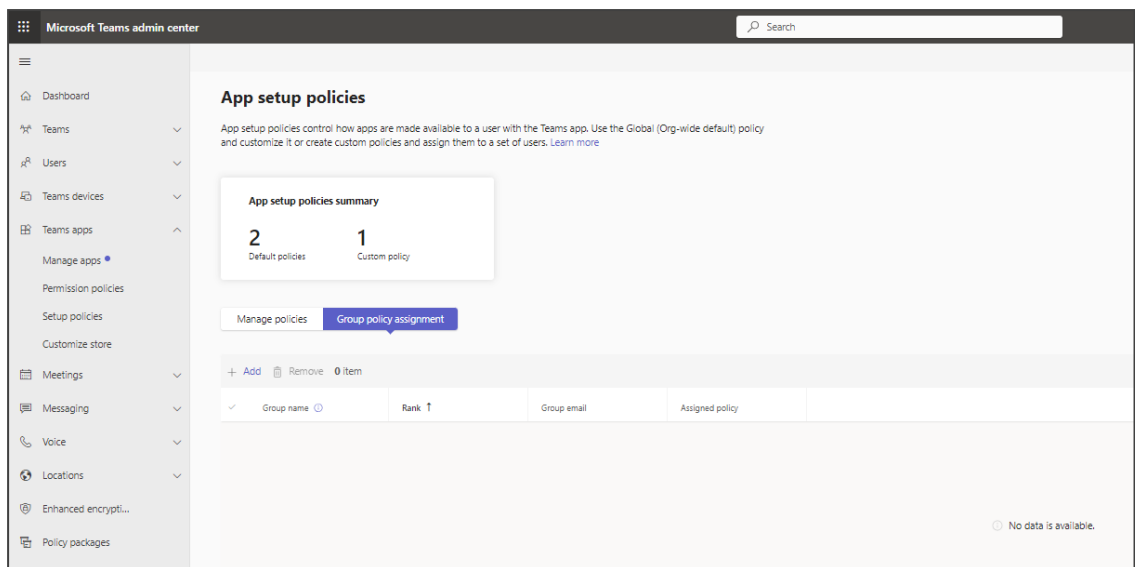 Microsoft Teams admin center
Search
Dashboard
Teams
Users
Teams devices
Teams apps
Manage apps
Permission policies
Setup policies
Customize store
Meetings
Messaging
Voice
Locations
Enhanced encrypti...
Policy packages
App setup policies
App setup policies control how apps are made available to a user with the Teams app. Use the Global (Org-wide default) policy
and customize it or create custom policies and assign them to a set of users. Learn more
App setup policies summary
2 1
Default policies Custom policy
Manage policies Group policy assignment
+ Add Remove 0 item
Group name Rank ↑ Group email Assigned policy
No data is available.